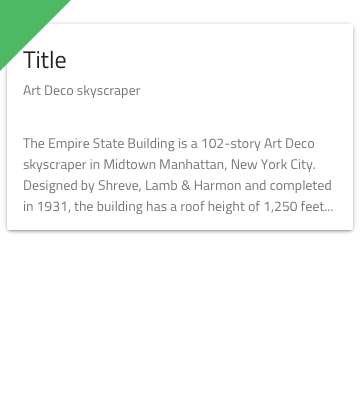 Title
Art Deco skyscraper
The Empire State Building is a 102-story Art Deco
skyscraper in Midtown Manhattan, New York City.
Designed by Shreve, Lamb & Harmon and completed
in 1931, the building has a roof height of 1,250 feet...